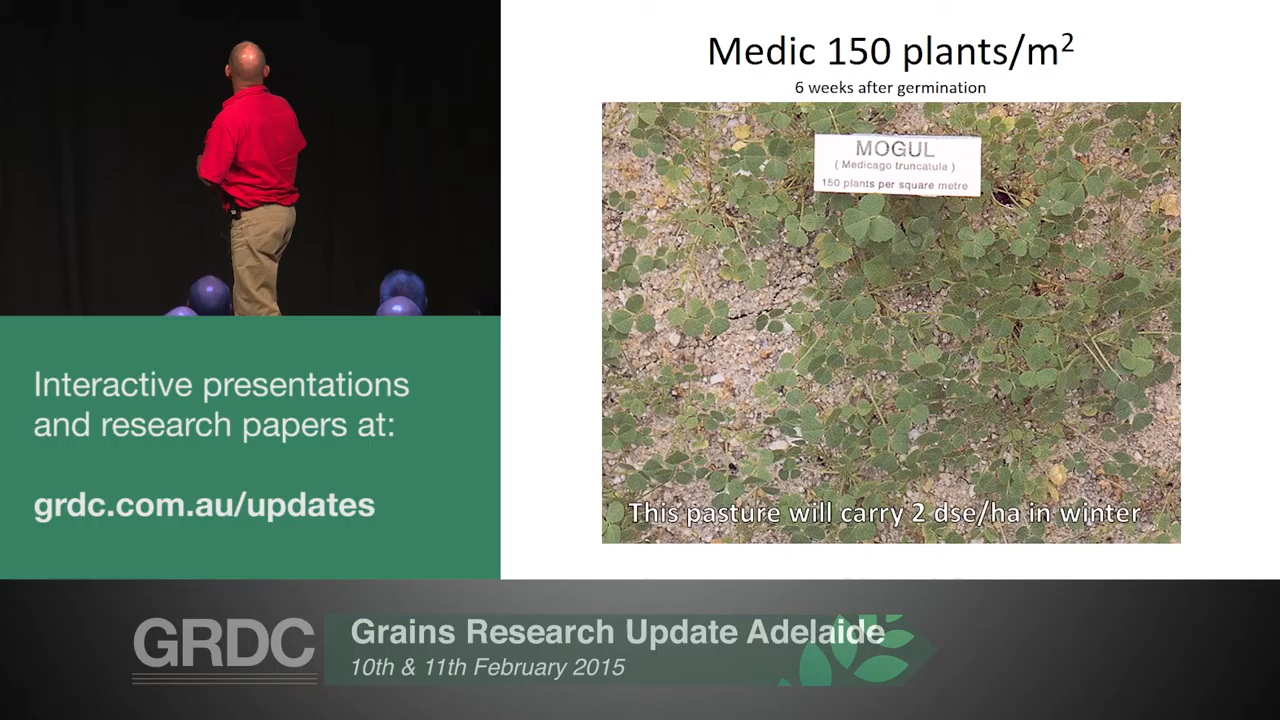 Medic 150 plants/m²
6 weeks after germination
MOGUL
( Medicago truncatula )
150 plants per square metre
This pasture will carry 2 dse/ha in winter
Interactive presentations
and research papers at:
grdc.com.au/updates
GRDC
Grains Research Update Adelaide
10th & 11th February 2015